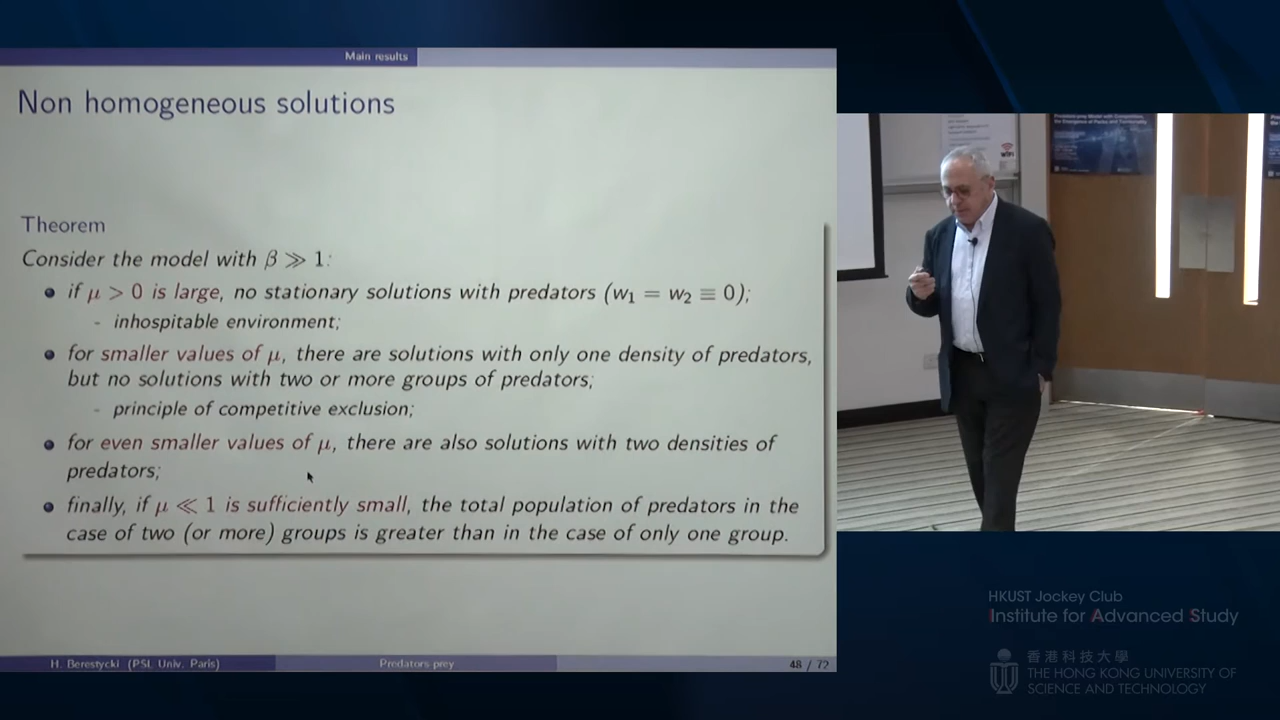 Main results
Non homogeneous solutions
Theorem
Consider the model with β ≫ 1:
if μ > 0 is large, no stationary solutions with predators (w₁ = w₂ ≡ 0);
- inhospitable environment;
for smaller values of μ, there are solutions with only one density of predators,
but no solutions with two or more groups of predators;
- principle of competitive exclusion;
for even smaller values of μ, there are also solutions with two densities of
predators;
finally, if μ ≪ 1 is sufficiently small, the total population of predators in the
case of two (or more) groups is greater than in the case of only one group.
H. Berestycki (PSL Univ. Paris)
Predators-prey
48 / 72
WiFi
HKUST Jockey Club
Institute for Advanced Study
香港科技大學
THE HONG KONG UNIVERSITY OF
SCIENCE AND TECHNOLOGY